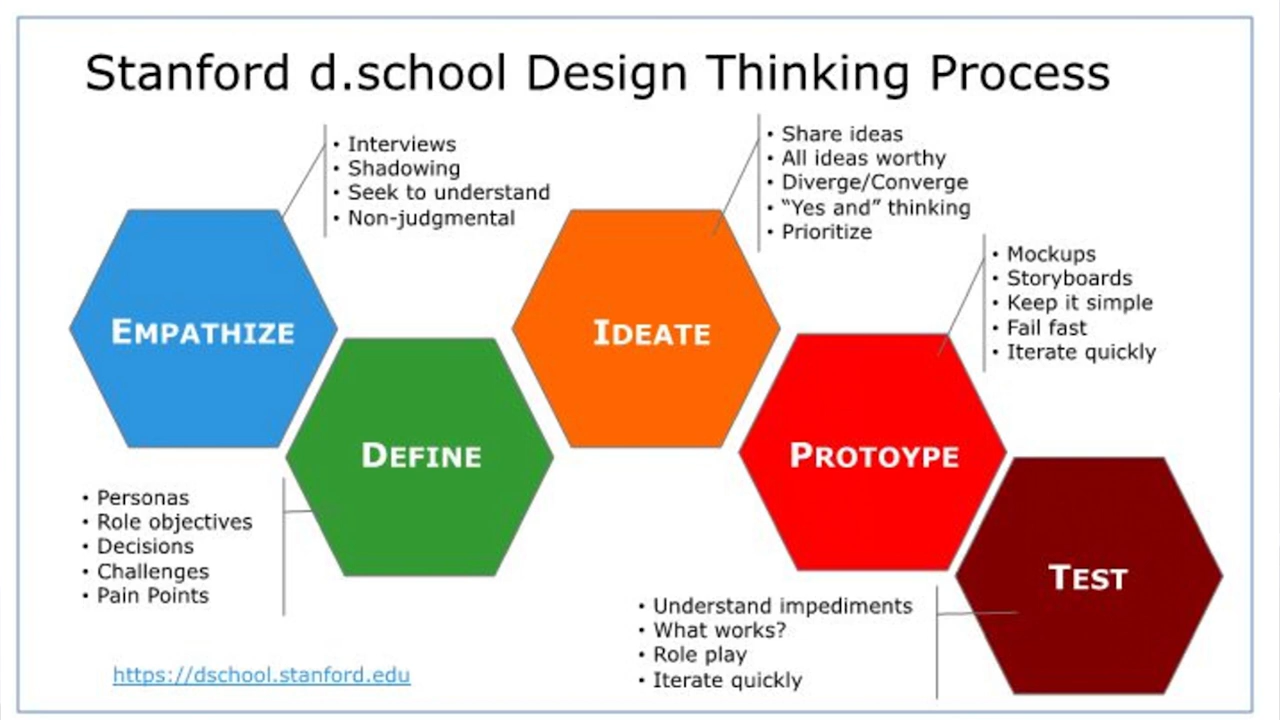 Stanford d.school Design Thinking Process
• Interviews
• Shadowing
• Seek to understand
• Non-judgmental
• Share ideas
• All ideas worthy
• Diverge/Converge
• “Yes and” thinking
• Prioritize
• Mockups
• Storyboards
• Keep it simple
• Fail fast
• Iterate quickly
EMPATHIZE
IDEATE
DEFINE
PROTOYPE
• Personas
• Role objectives
• Decisions
• Challenges
• Pain Points
TEST
• Understand impediments
• What works?
• Role play
• Iterate quickly
https://dschool.stanford.edu